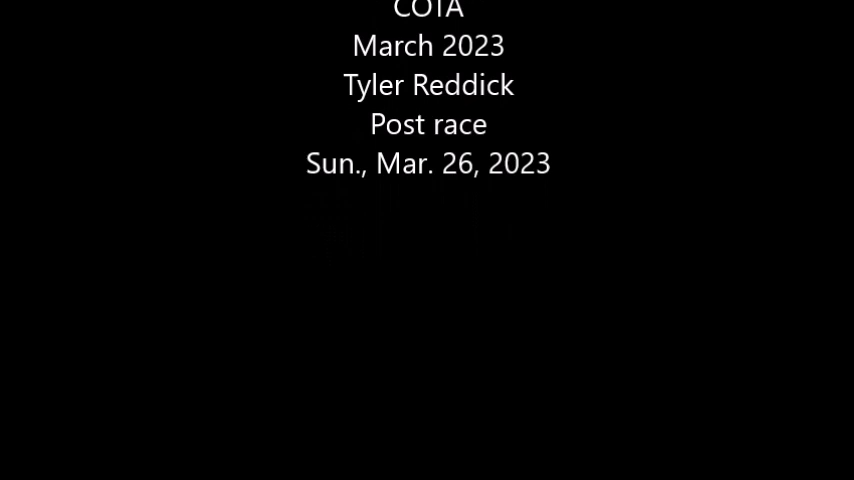 COTA
March 2023
Tyler Reddick
Post race
Sun., Mar. 26, 2023